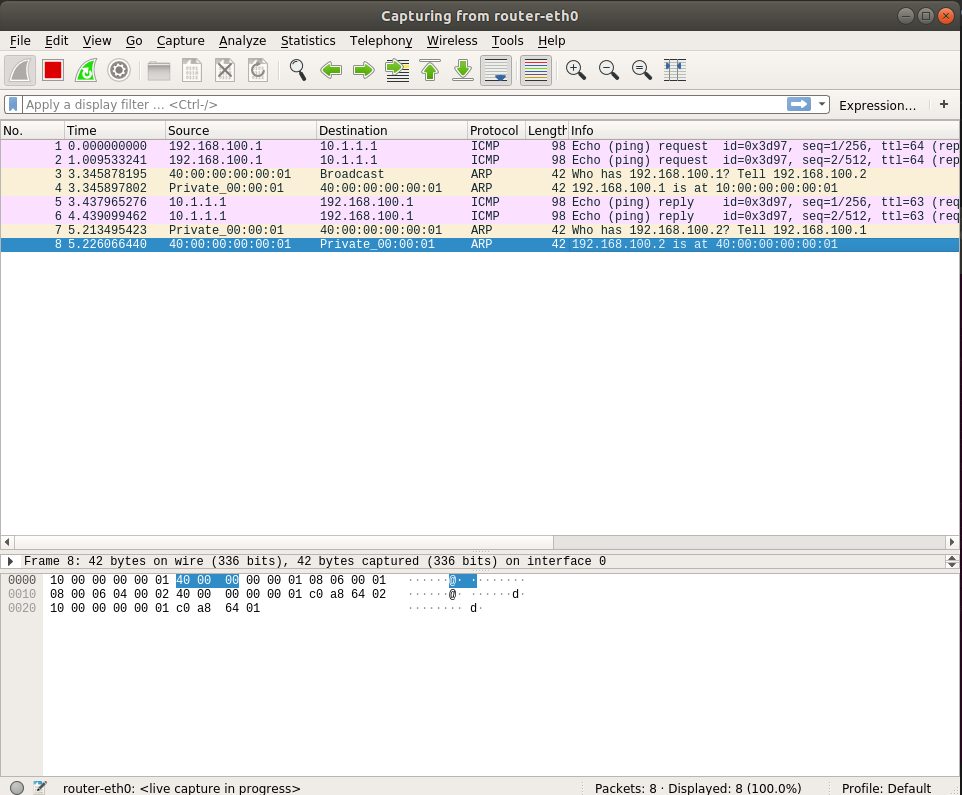 Capturing from router-eth0
File Edit View Go Capture Analyze Statistics Telephony Wireless Tools Help
Apply a display filter ... <Ctrl-/> Expression... +
No. Time Source Destination Protocol Length Info
1 0.000000000 192.168.100.1 10.1.1.1 ICMP 98 Echo (ping) request id=0x3d97, seq=1/256, ttl=64 (rep
2 1.009533241 192.168.100.1 10.1.1.1 ICMP 98 Echo (ping) request id=0x3d97, seq=2/512, ttl=64 (rep
3 3.345878195 40:00:00:00:00:01 Broadcast ARP 42 Who has 192.168.100.1? Tell 192.168.100.2
4 3.345897802 Private_00:00:01 40:00:00:00:00:01 ARP 42 192.168.100.1 is at 10:00:00:00:00:01
5 3.437965276 10.1.1.1 192.168.100.1 ICMP 98 Echo (ping) reply id=0x3d97, seq=1/256, ttl=63 (req
6 4.439099462 10.1.1.1 192.168.100.1 ICMP 98 Echo (ping) reply id=0x3d97, seq=2/512, ttl=63 (req
7 5.213495423 Private_00:00:01 40:00:00:00:00:01 ARP 42 Who has 192.168.100.2? Tell 192.168.100.1
8 5.226066440 40:00:00:00:00:01 Private_00:00:01 ARP 42 192.168.100.2 is at 40:00:00:00:00:01
Frame 8: 42 bytes on wire (336 bits), 42 bytes captured (336 bits) on interface 0
0000 10 00 00 00 00 01 40 00 00 00 00 01 08 06 00 01 ······@· ········
0010 08 00 06 04 00 02 40 00 00 00 00 01 c0 a8 64 02 ······@· ······d·
0020 10 00 00 00 00 01 c0 a8 64 01 ········ d·
router-eth0: <live capture in progress> Packets: 8 · Displayed: 8 (100.0%) Profile: Default